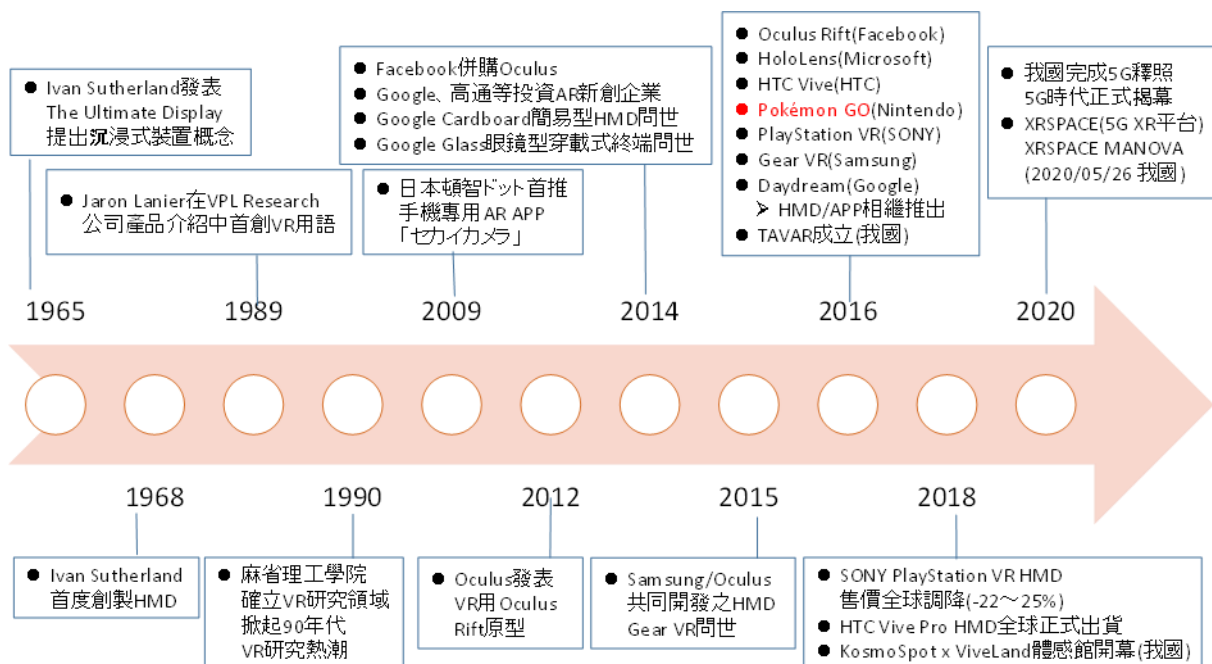 ● Ivan Sutherland發表
The Ultimate Display
提出沉浸式裝置概念
● Jaron Lanier在VPL Research
公司產品介紹中首創VR用語
● Facebook併購Oculus
● Google、高通等投資AR新創企業
● Google Cardboard簡易型HMD問世
● Google Glass眼鏡型穿載式終端問世
● 日本頓智ドット首推
手機專用AR APP
「セカイカメラ」
● Oculus Rift(Facebook)
● HoloLens(Microsoft)
● HTC Vive(HTC)
● Pokémon GO(Nintendo)
● PlayStation VR(SONY)
● Gear VR(Samsung)
● Daydream(Google)
➢ HMD/APP相繼推出
● TAVAR成立(我國)
● 我國完成5G釋照
5G時代正式揭幕
● XRSPACE(5G XR平台)
XRSPACE MANOVA
(2020/05/26 我國)
1965
1989
2009
2014
2016
2020
1968
1990
2012
2015
2018
● Ivan Sutherland
首度創製HMD
● 麻省理工學院
確立VR研究領域
掀起90年代
VR研究熱潮
● Oculus發表
VR用Oculus
Rift原型
● Samsung/Oculus
共同開發之HMD
Gear VR問世
● SONY PlayStation VR HMD
售價全球調降(-22～25%)
● HTC Vive Pro HMD全球正式出貨
● KosmoSpot x ViveLand體感館開幕(我國)